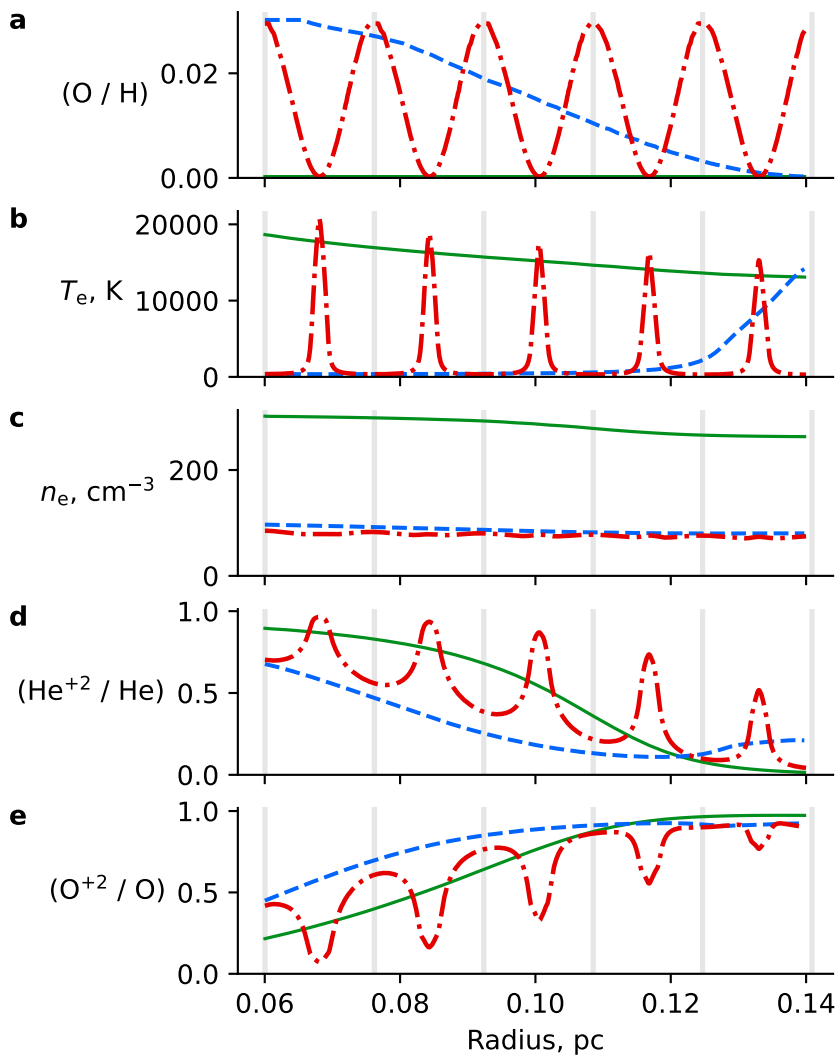 a
0.02
(O / H)
0.00
b
20000
Tₑ, K
10000
0
c
200
nₑ, cm⁻³
0
d
1.0
(He⁺² / He)
0.5
0.0
e
1.0
(O⁺² / O)
0.5
0.0
0.06 0.08 0.10 0.12 0.14
Radius, pc